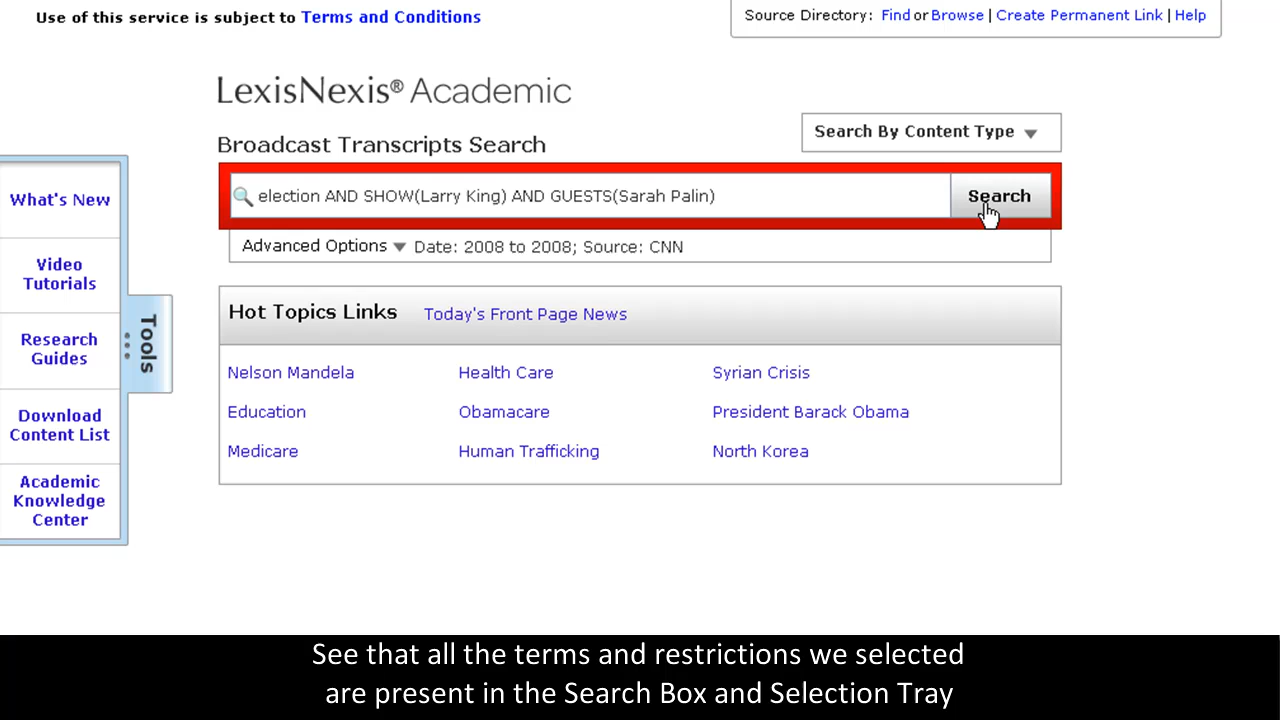 Use of this service is subject to Terms and Conditions
Source Directory: Find or Browse | Create Permanent Link | Help
LexisNexis® Academic
Search By Content Type
Broadcast Transcripts Search
election AND SHOW(Larry King) AND GUESTS(Sarah Palin)
Search
Advanced Options
Date: 2008 to 2008; Source: CNN
What's New
Video
Tutorials
Research
Guides
Download
Content List
Academic
Knowledge
Center
Tools
Hot Topics Links
Today's Front Page News
Nelson Mandela
Health Care
Syrian Crisis
Education
Obamacare
President Barack Obama
Medicare
Human Trafficking
North Korea
See that all the terms and restrictions we selected
are present in the Search Box and Selection Tray